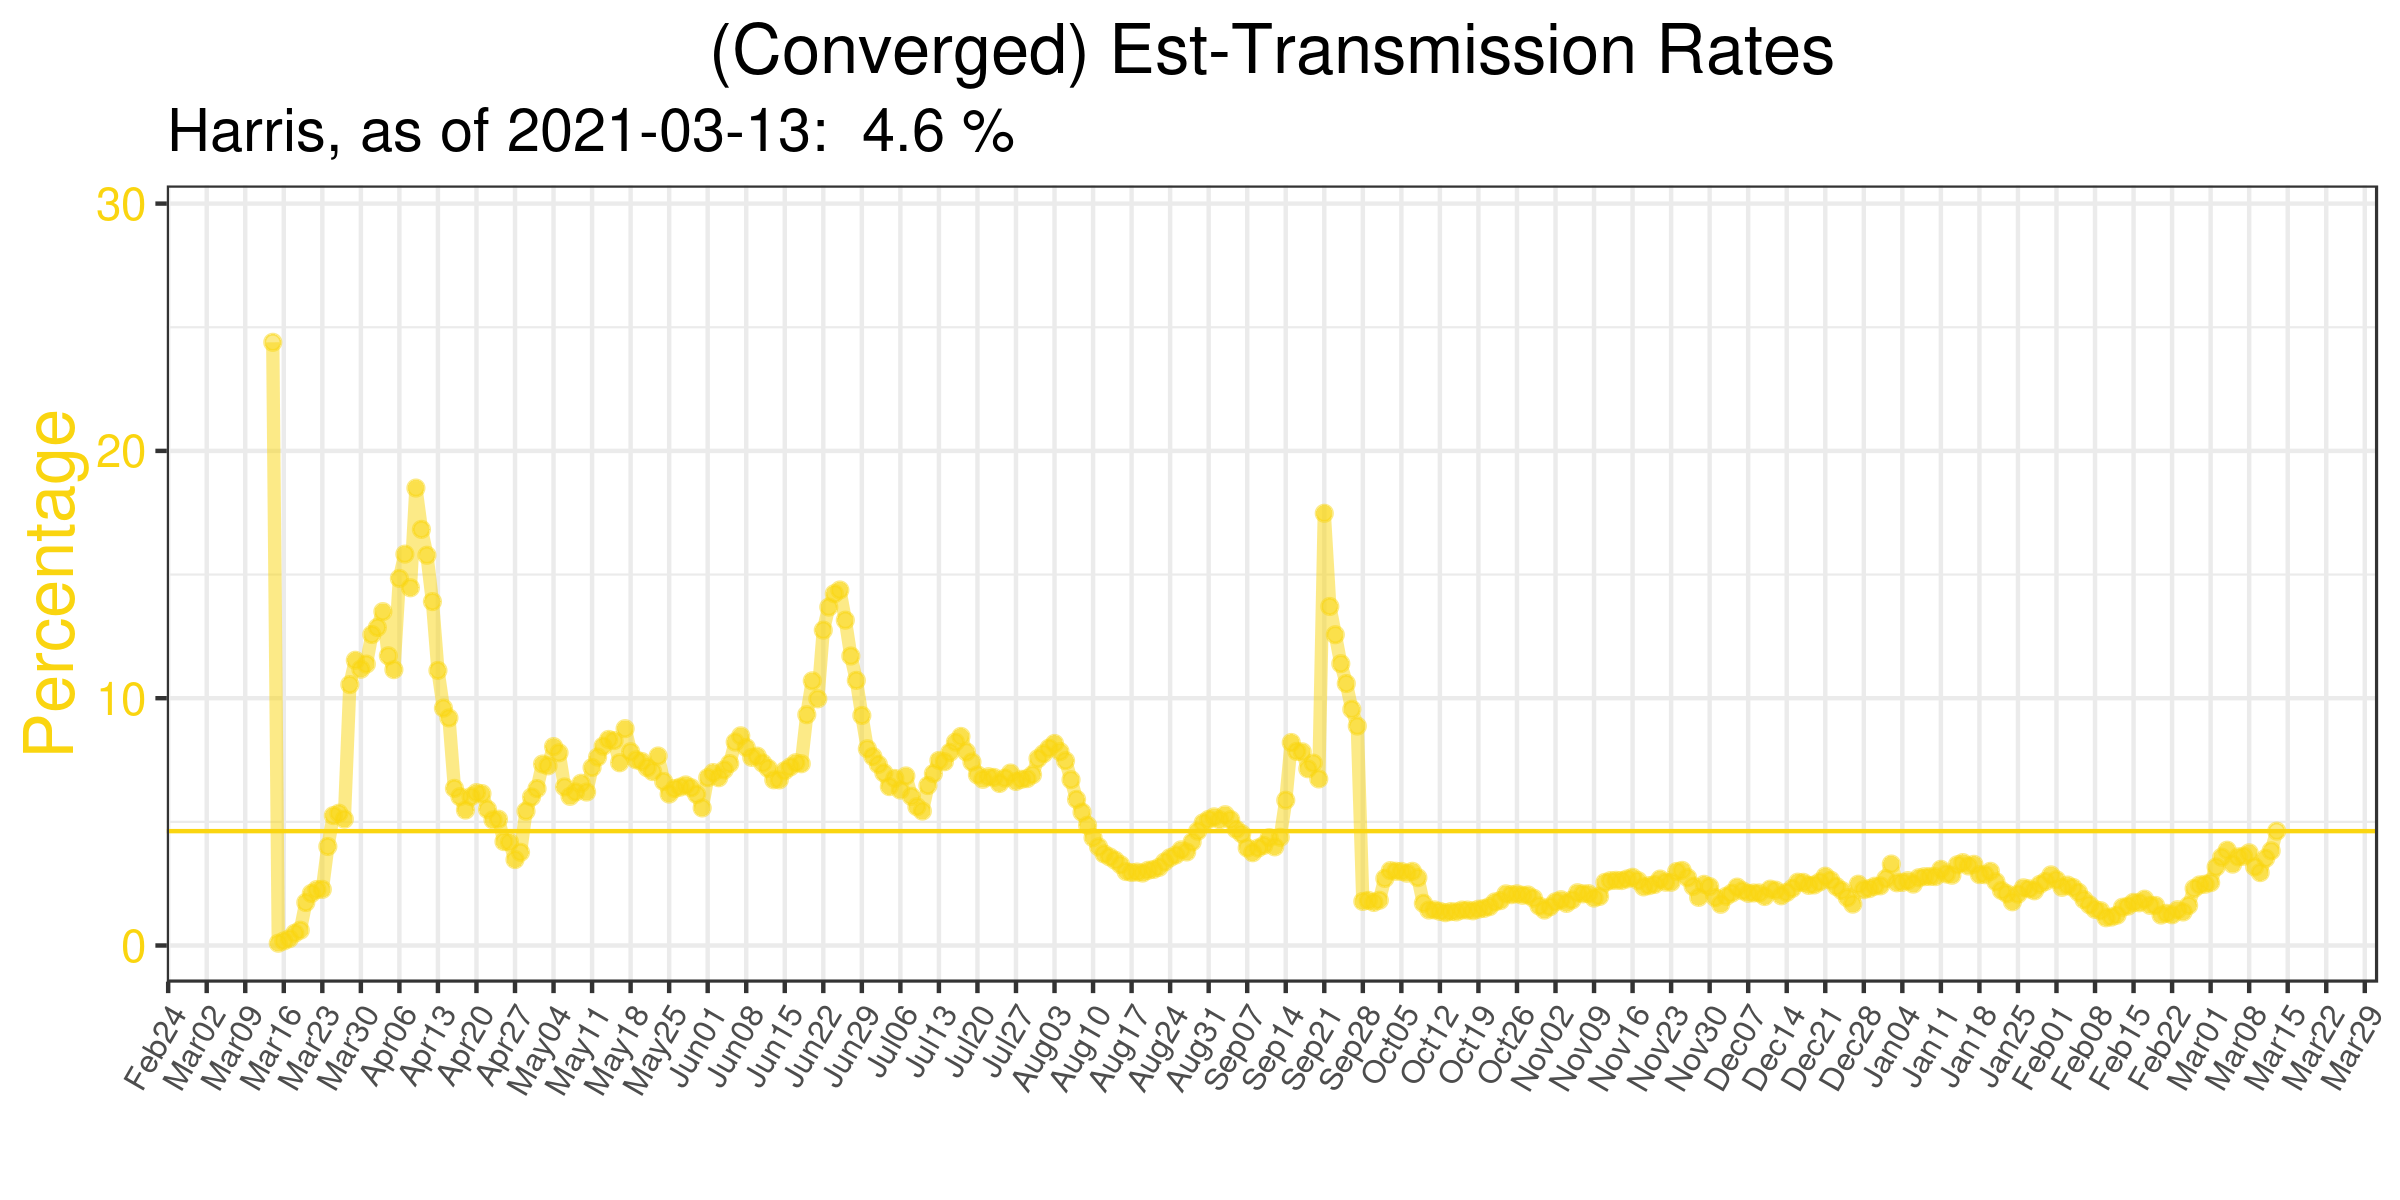 (Converged) Est-Transmission Rates
Harris, as of 2021-03-13:  4.6 %
Percentage
30
20
10
0
Feb24
Mar02
Mar09
Mar16
Mar23
Mar30
Apr06
Apr13
Apr20
Apr27
May04
May11
May18
May25
Jun01
Jun08
Jun15
Jun22
Jun29
Jul06
Jul13
Jul20
Jul27
Aug03
Aug10
Aug17
Aug24
Aug31
Sep07
Sep14
Sep21
Sep28
Oct05
Oct12
Oct19
Oct26
Nov02
Nov09
Nov16
Nov23
Nov30
Dec07
Dec14
Dec21
Dec28
Jan04
Jan11
Jan18
Jan25
Feb01
Feb08
Feb15
Feb22
Mar01
Mar08
Mar15
Mar22
Mar29